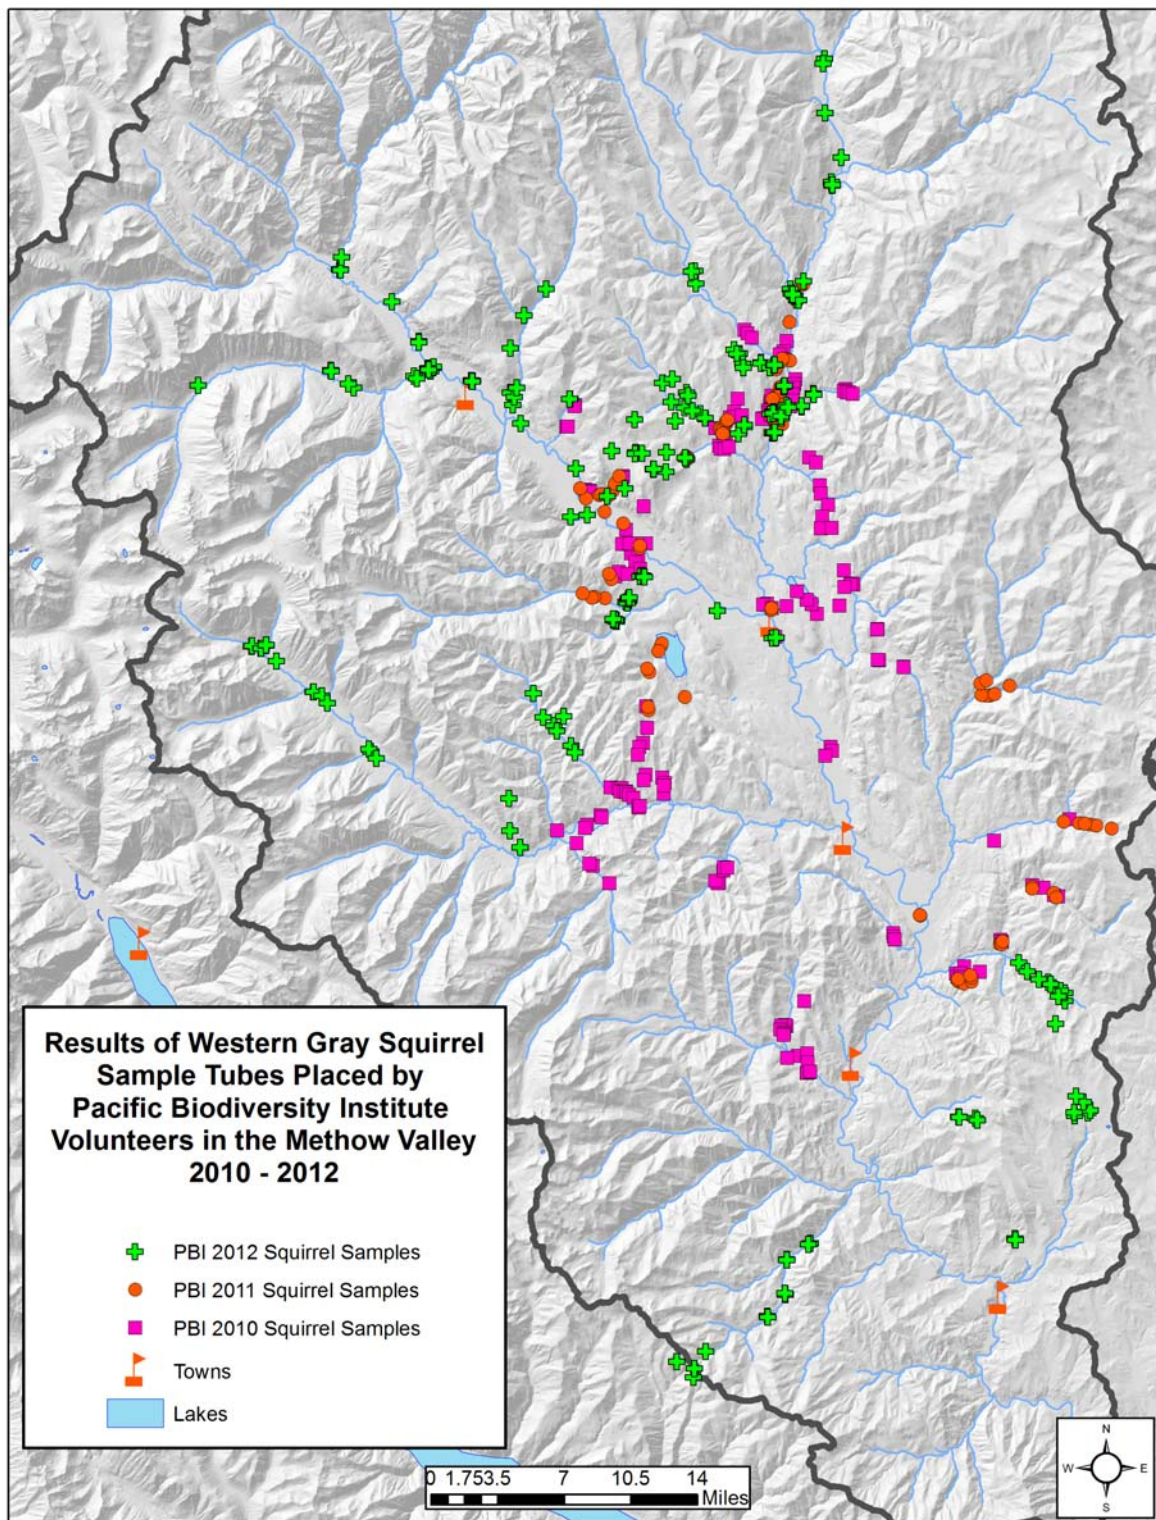 Results of Western Gray Squirrel
Sample Tubes Placed by
Pacific Biodiversity Institute
Volunteers in the Methow Valley
2010 - 2012
PBI 2012 Squirrel Samples
PBI 2011 Squirrel Samples
PBI 2010 Squirrel Samples
Towns
Lakes
0 1.753.5 7 10.5 14
Miles
N
W E
S